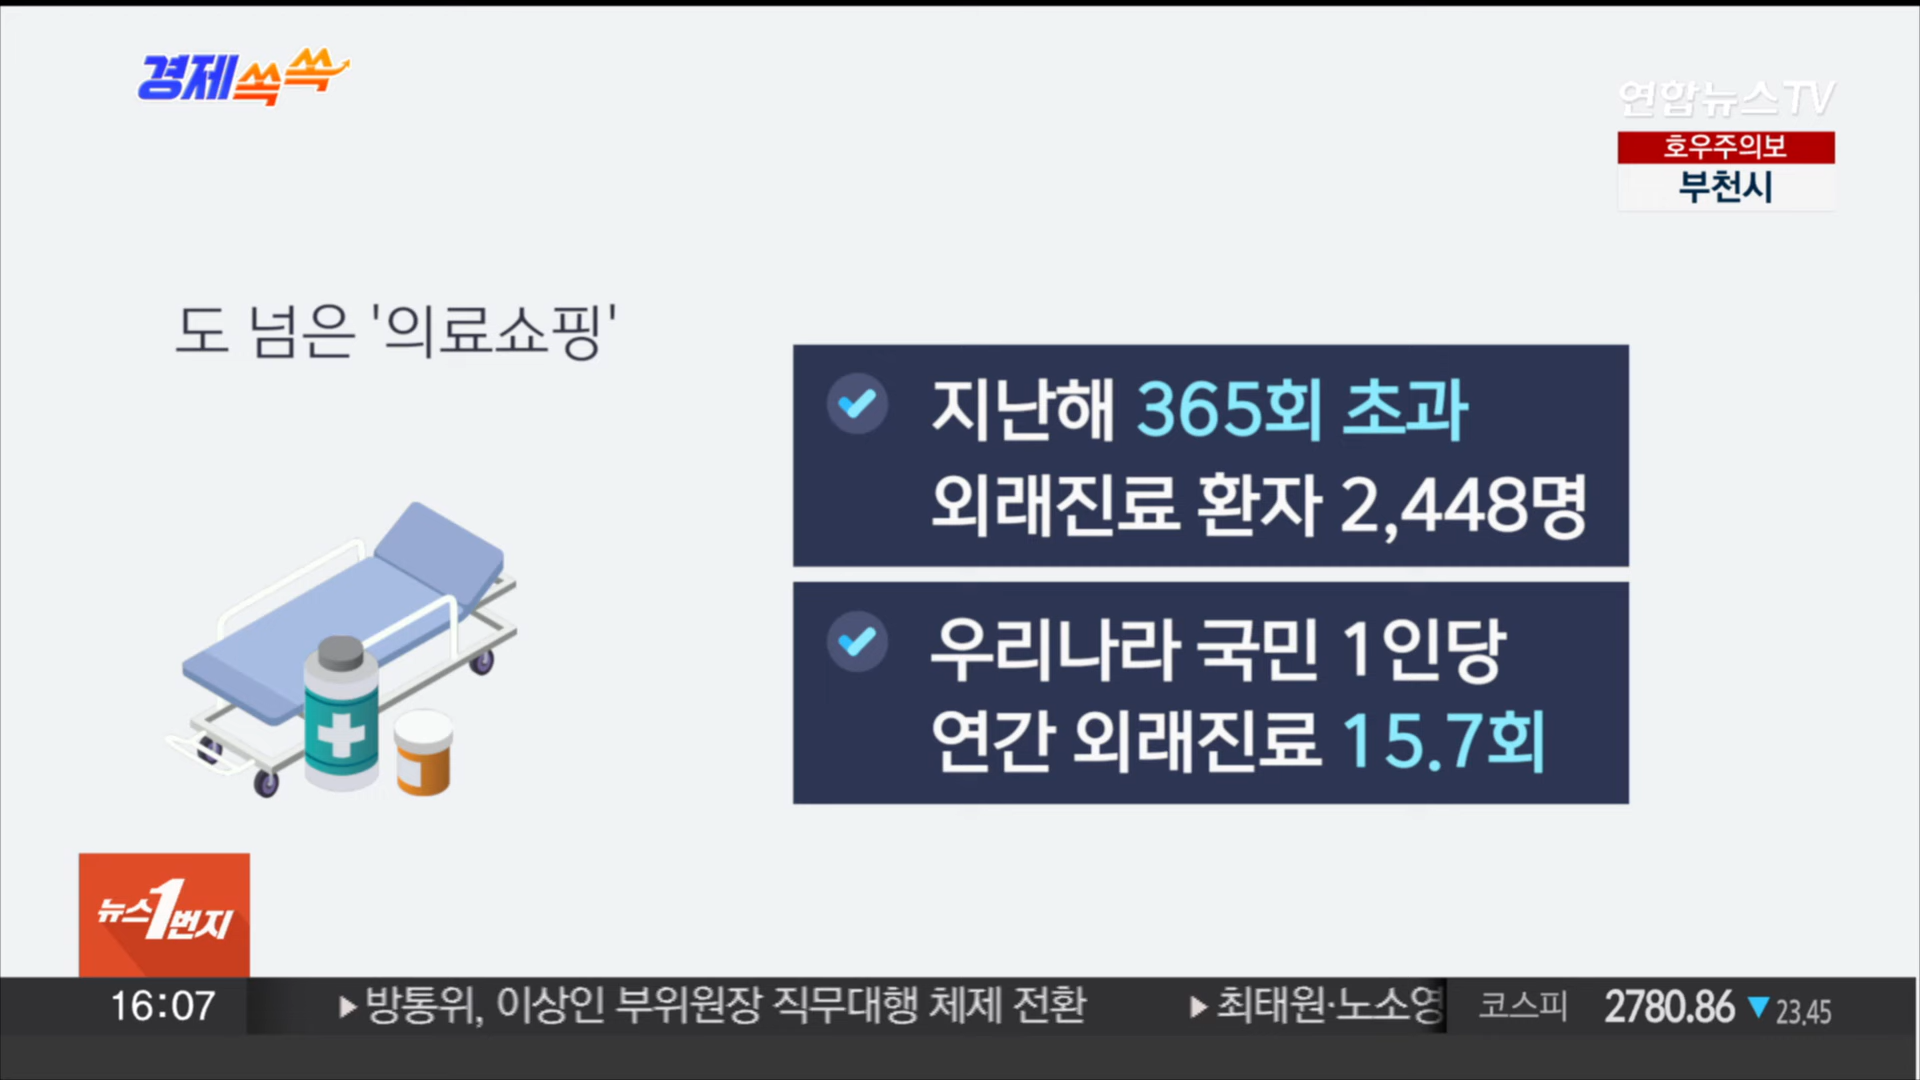 경제쏙쏙
연합뉴스TV
호우주의보
부천시
도 넘은 '의료쇼핑'
지난해 365회 초과
외래진료 환자 2,448명
우리나라 국민 1인당
연간 외래진료 15.7회
뉴스1번지
16:07
▶방통위, 이상인 부위원장 직무대행 체제 전환
▶최태원·노소영
코스피 2780.86 ▼23.45